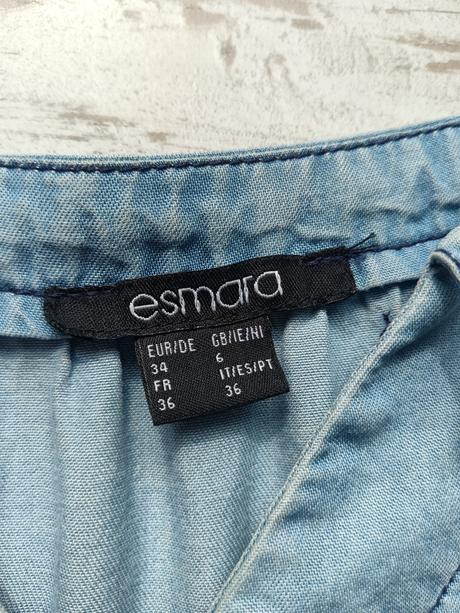 esmara
EUR/DE GB/IE/NI
34 6
FR IT/ES/PT
36 36